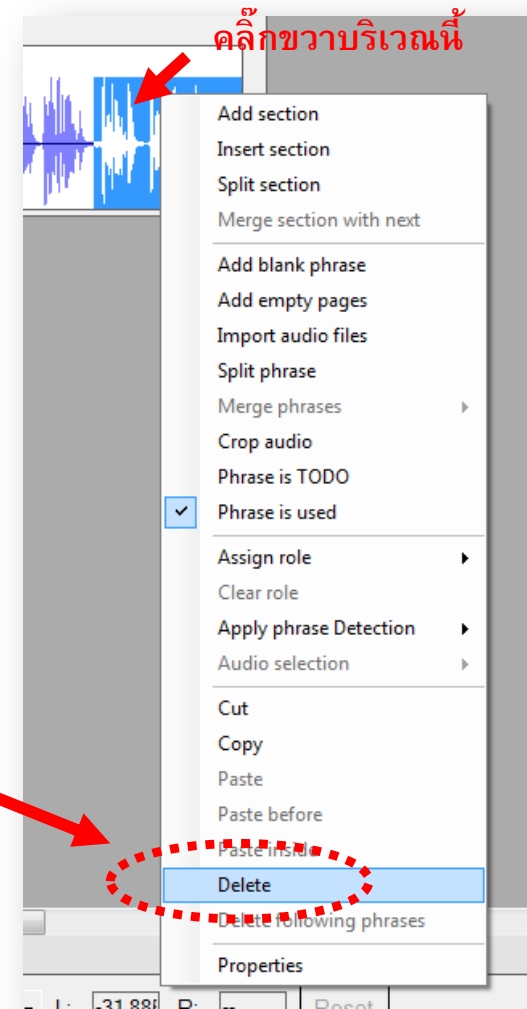 คลิ๊กขวาบริเวณนี้
Add section
Insert section
Split section
Merge section with next
Add blank phrase
Add empty pages
Import audio files
Split phrase
Merge phrases
Crop audio
Phrase is TODO
Phrase is used
Assign role
Clear role
Apply phrase Detection
Audio selection
Cut
Copy
Paste
Paste before
Paste inside
Delete
Delete following phrases
Properties
L: -31.88 R: -- Reset